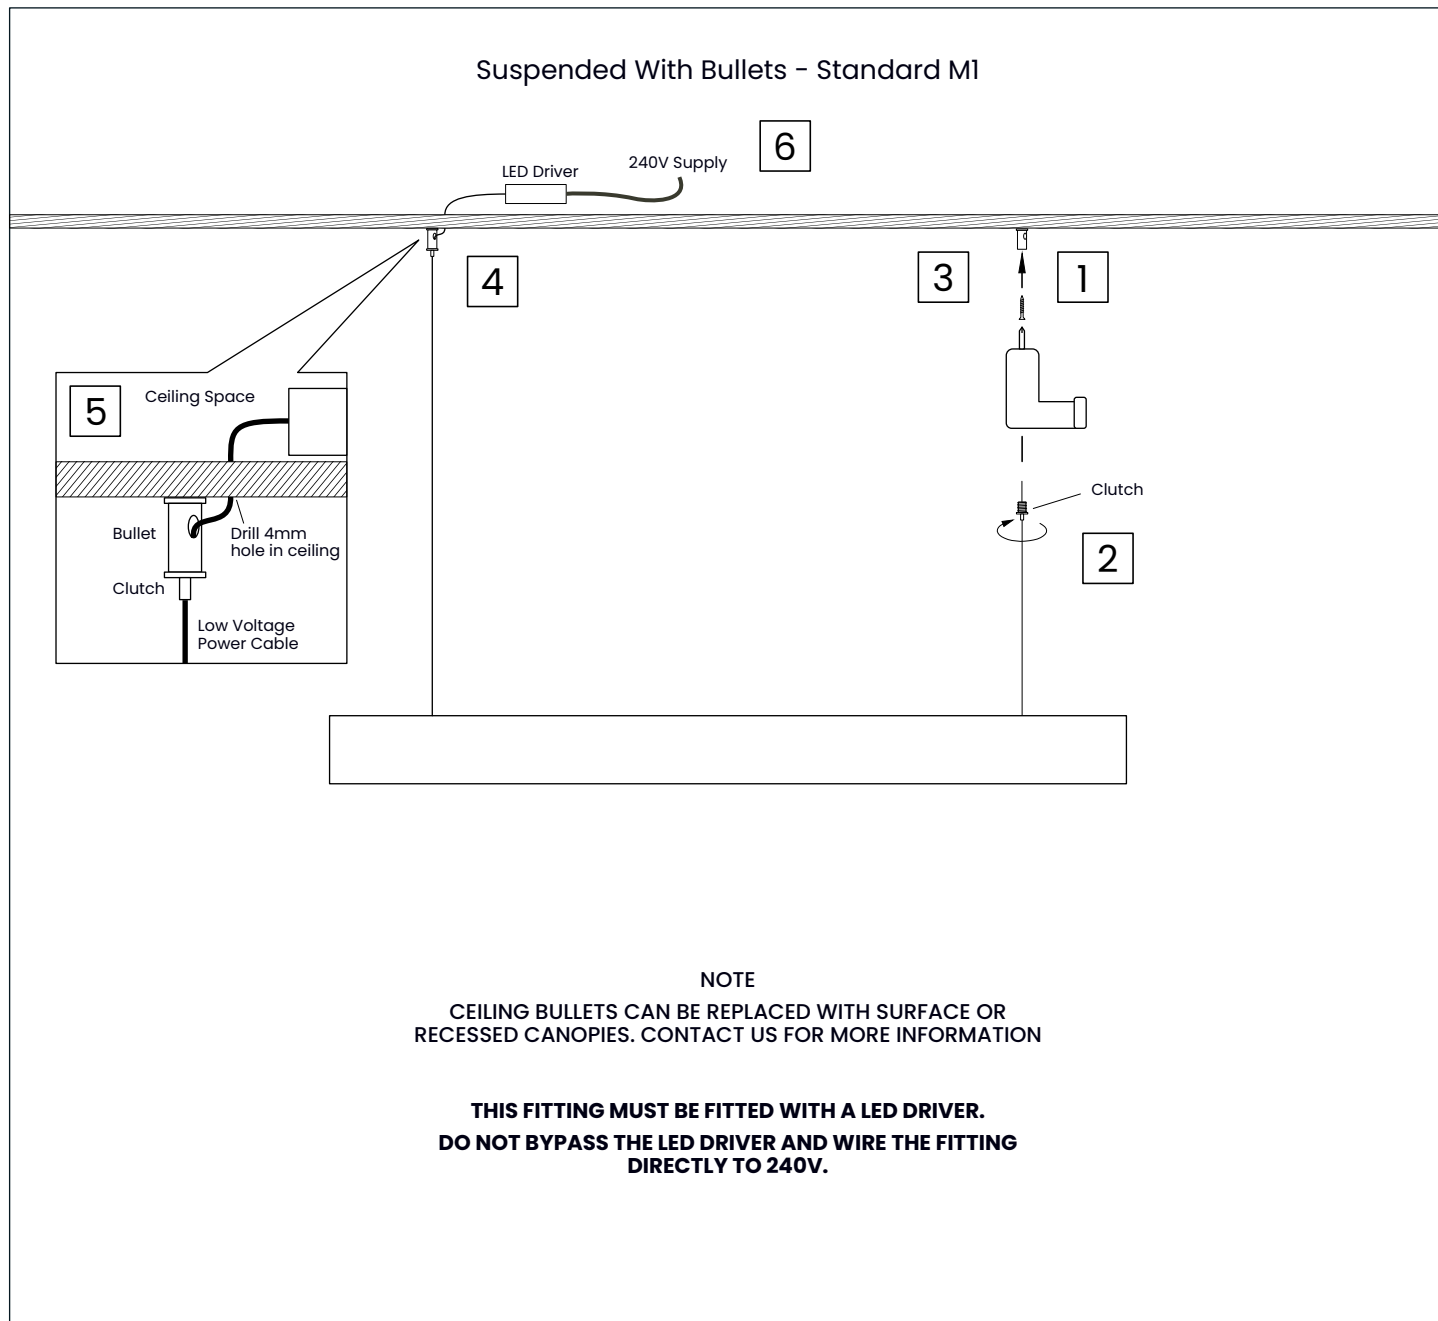 Suspended With Bullets - Standard M1
6
LED Driver
240V Supply
4
3
1
5
Ceiling Space
Clutch
2
Bullet
Drill 4mm
hole in ceiling
Clutch
Low Voltage
Power Cable
NOTE
CEILING BULLETS CAN BE REPLACED WITH SURFACE OR
RECESSED CANOPIES. CONTACT US FOR MORE INFORMATION
THIS FITTING MUST BE FITTED WITH A LED DRIVER.
DO NOT BYPASS THE LED DRIVER AND WIRE THE FITTING
DIRECTLY TO 240V.